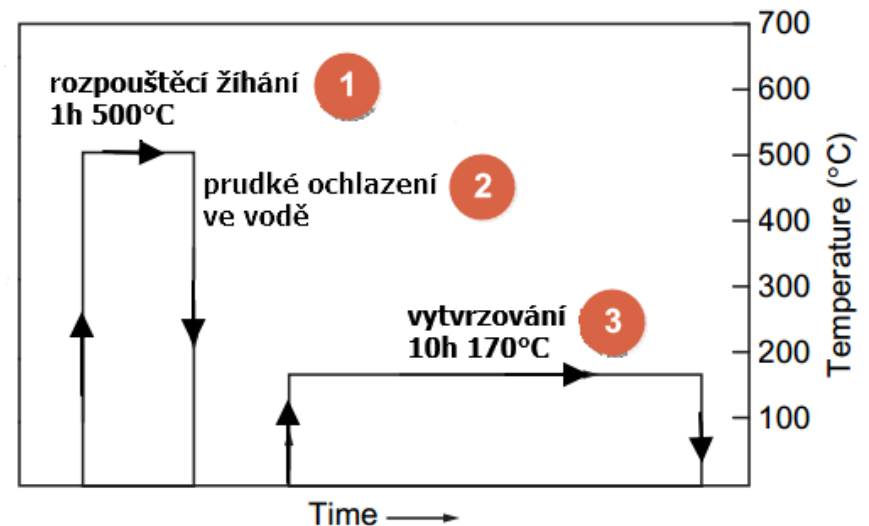 700
rozpouštěcí žíhání 1
1h 500°C
600
500
prudké ochlazení 2
ve vodě
400
300
vytvrzování 3
10h 170°C
200
100
Temperature (°C)
Time